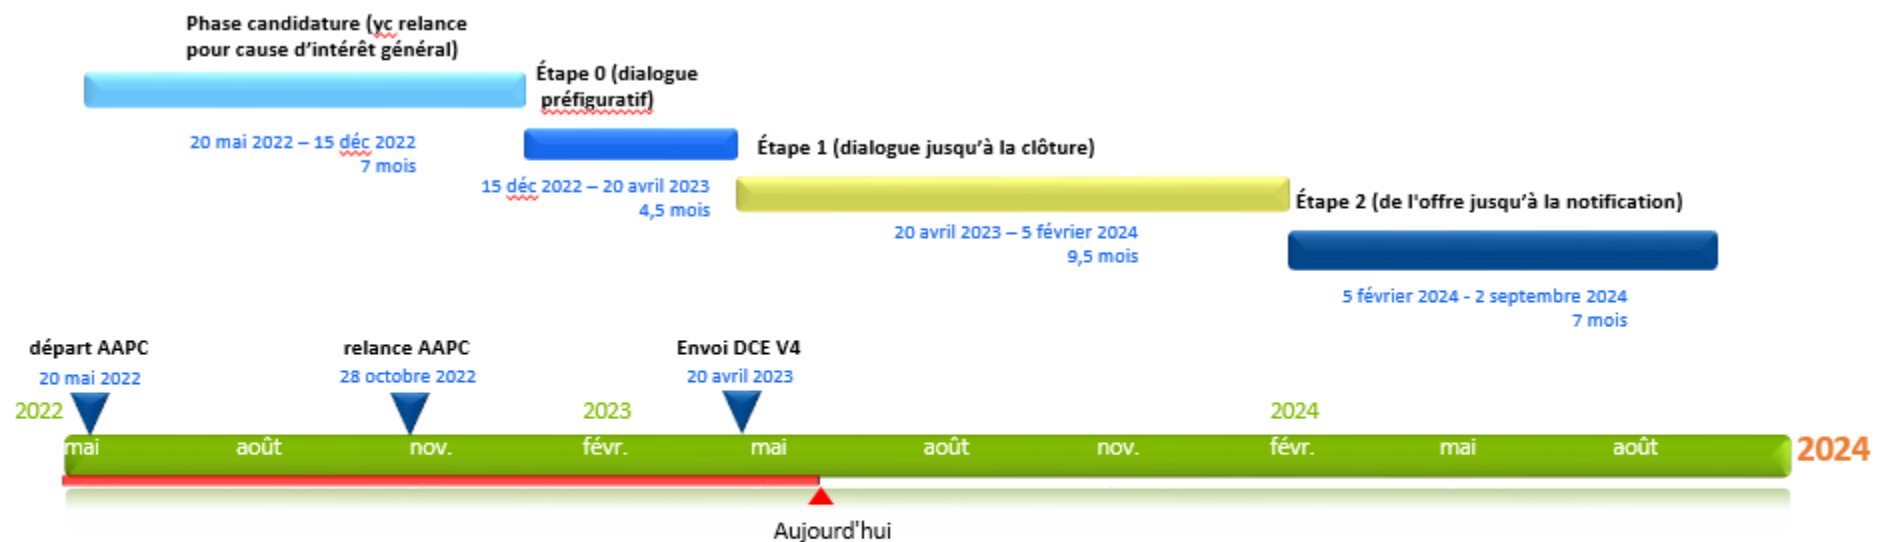 Phase candidature (yc relance
pour cause d’intérêt général)
Étape 0 (dialogue
préfiguratif)
20 mai 2022 – 15 déc 2022
7 mois
Étape 1 (dialogue jusqu’à la clôture)
15 déc 2022 – 20 avril 2023
4,5 mois
Étape 2 (de l'offre jusqu’à la notification)
20 avril 2023 – 5 février 2024
9,5 mois
5 février 2024 - 2 septembre 2024
7 mois
départ AAPC
20 mai 2022
relance AAPC
28 octobre 2022
Envoi DCE V4
20 avril 2023
2022 2023 2024
mai août nov. févr. mai août nov. févr. mai août 2024
Aujourd'hui